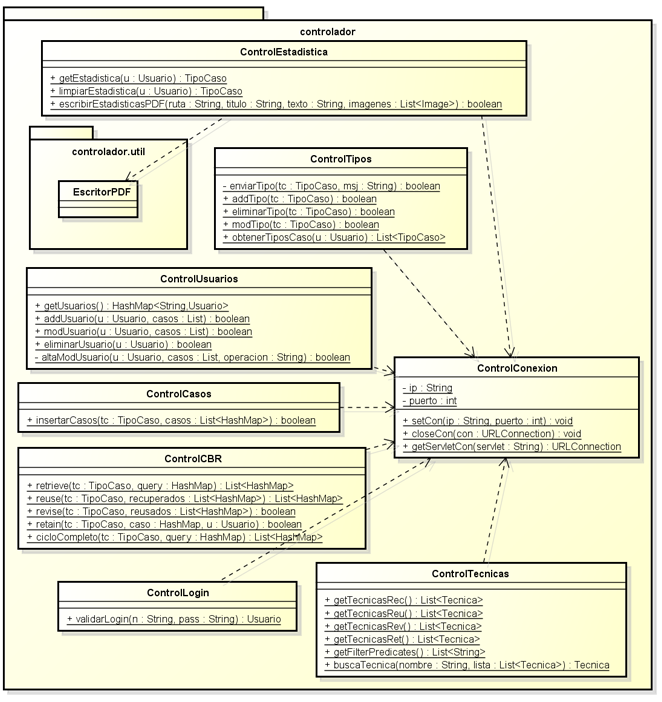 controlador
ControlEstadistica
+ getEstadistica(u : Usuario) : TipoCaso
+ limpiarEstadistica(u : Usuario) : TipoCaso
+ escribirEstadisticasPDF(ruta : String, titulo : String, texto : String, imagenes : List<Image>) : boolean
controlador.util
EscritorPDF
ControlTipos
- enviarTipo(tc : TipoCaso, msj : String) : boolean
+ addTipo(tc : TipoCaso) : boolean
+ eliminarTipo(tc : TipoCaso) : boolean
+ modTipo(tc : TipoCaso) : boolean
+ obtenerTiposCaso(u : Usuario) : List<TipoCaso>
ControlUsuarios
+ getUsuarios() : HashMap<String,Usuario>
+ addUsuario(u : Usuario, casos : List) : boolean
+ modUsuario(u : Usuario, casos : List) : boolean
+ eliminarUsuario(u : Usuario) : boolean
- altaModUsuario(u : Usuario, casos : List, operacion : String) : boolean
ControlConexion
- ip : String
- puerto : int
+ setCon(ip : String, puerto : int) : void
+ closeCon(con : URLConnection) : void
+ getServletCon(servlet : String) : URLConnection
ControlCasos
+ insertarCasos(tc : TipoCaso, casos : List<HashMap>) : boolean
ControlCBR
+ retrieve(tc : TipoCaso, query : HashMap) : List<HashMap>
+ reuse(tc : TipoCaso, recuperados : List<HashMap>) : List<HashMap>
+ revise(tc : TipoCaso, reusados : List<HashMap>) : boolean
+ retain(tc : TipoCaso, caso : HashMap, u : Usuario) : boolean
+ cicloCompleto(tc : TipoCaso, query : HashMap) : List<HashMap>
ControlLogin
+ validarLogin(n : String, pass : String) : Usuario
ControlTecnicas
+ getTecnicasRec() : List<Tecnica>
+ getTecnicasReu() : List<Tecnica>
+ getTecnicasRev() : List<Tecnica>
+ getTecnicasRet() : List<Tecnica>
+ getFilterPredicates() : List<String>
+ buscaTecnica(nombre : String, lista : List<Tecnica>) : Tecnica